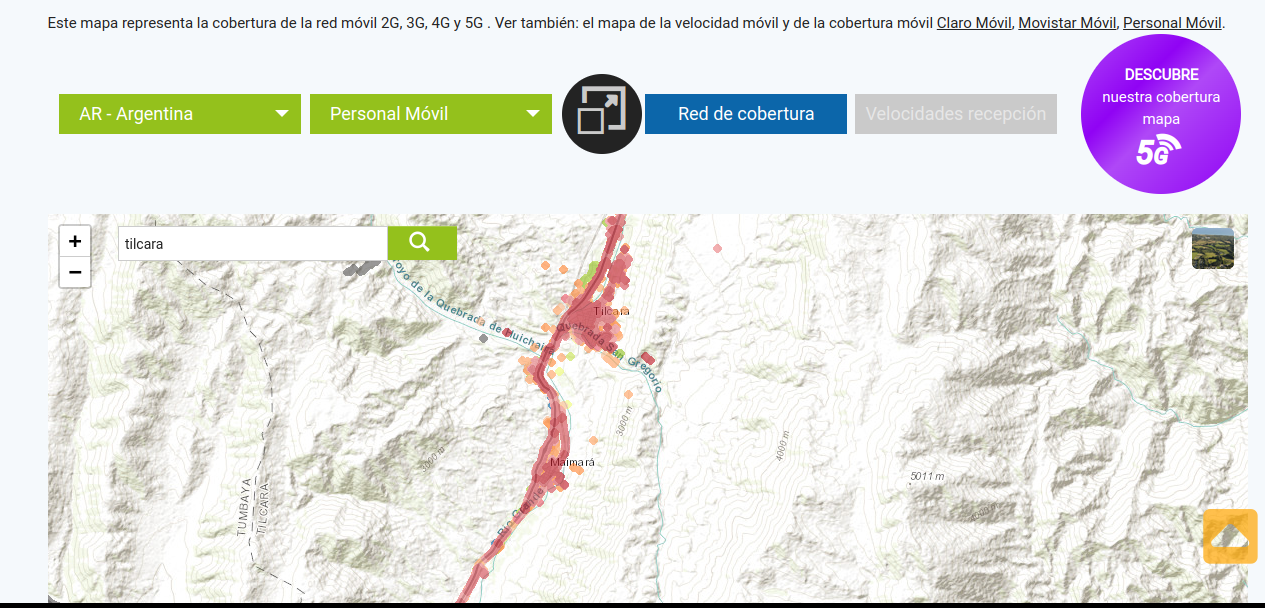 Este mapa representa la cobertura de la red móvil 2G, 3G, 4G y 5G . Ver también: el mapa de la velocidad móvil y de la cobertura móvil Claro Móvil, Movistar Móvil, Personal Móvil.
AR - Argentina
Personal Móvil
Red de cobertura
Velocidades recepción
DESCUBRE
nuestra cobertura
mapa
5G
+
−
tilcara
Tilcara
Quebrada San Gregorio
royo de la Quebrada de Huichaira
3000 m
4000 m
Maimará
3000 m
5011 m
4000 m
TUMBAYA
TILCARA
Río Grande